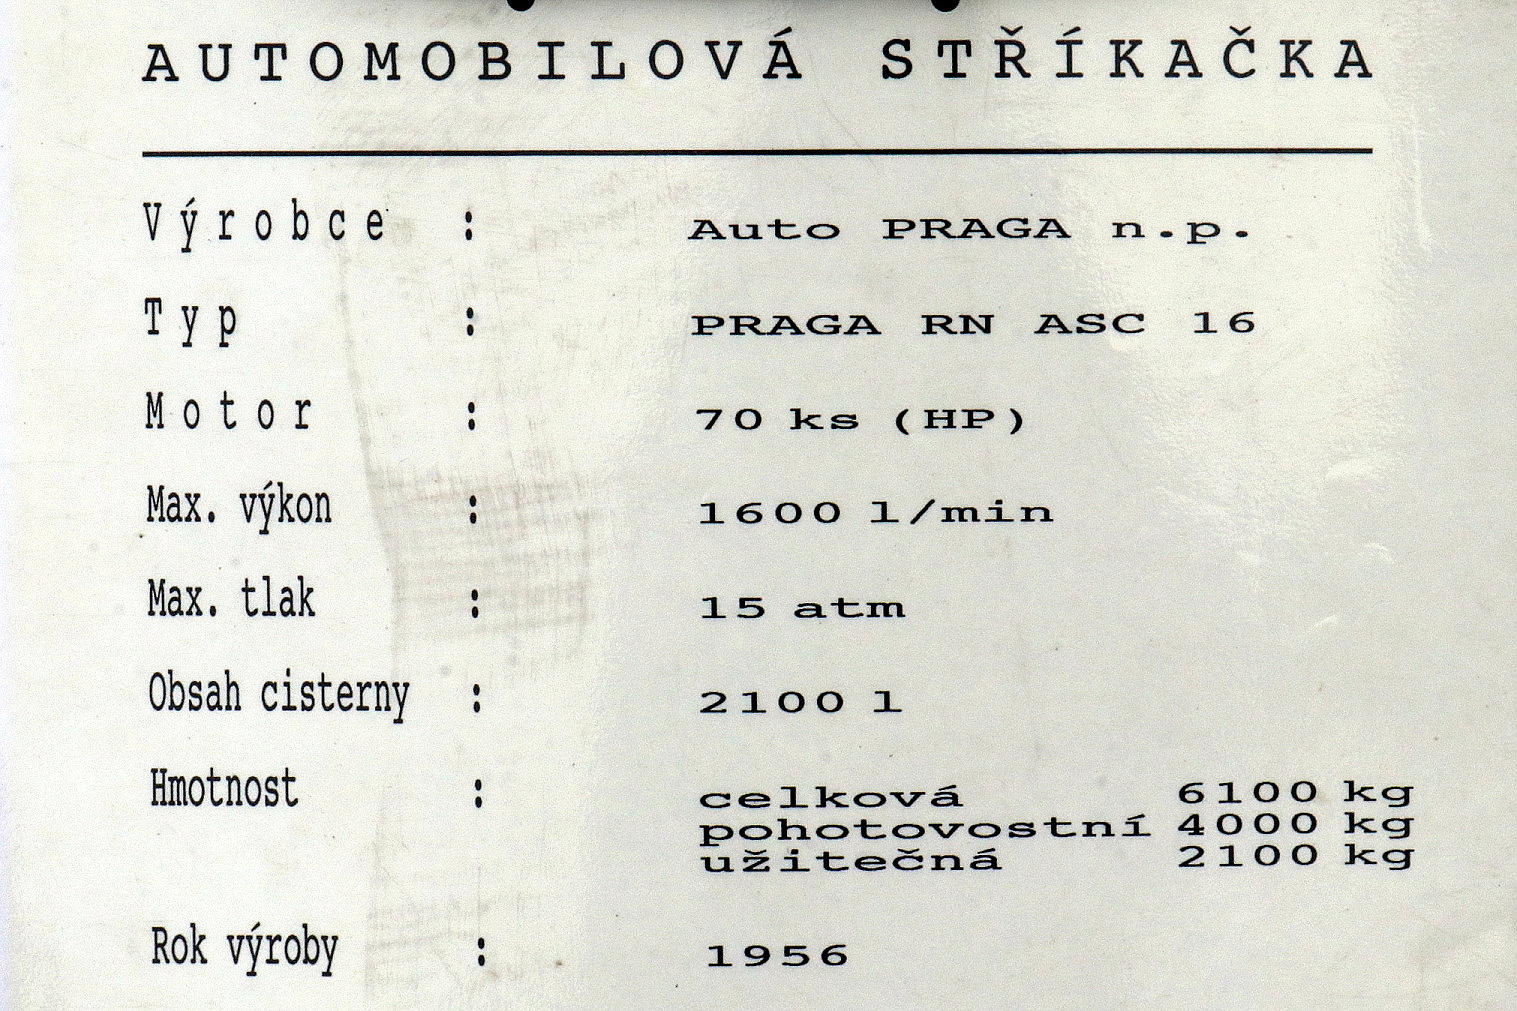 AUTOMOBILOVÁ STŘÍKAČKA
Výrobce : Auto PRAGA n.p.
Typ : PRAGA RN ASC 16
Motor : 70 ks (HP)
Max. výkon : 1600 l/min
Max. tlak : 15 atm
Obsah cisterny : 2100 l
Hmotnost : celková 6100 kg
pohotovostní 4000 kg
užitečná 2100 kg
Rok výroby : 1956